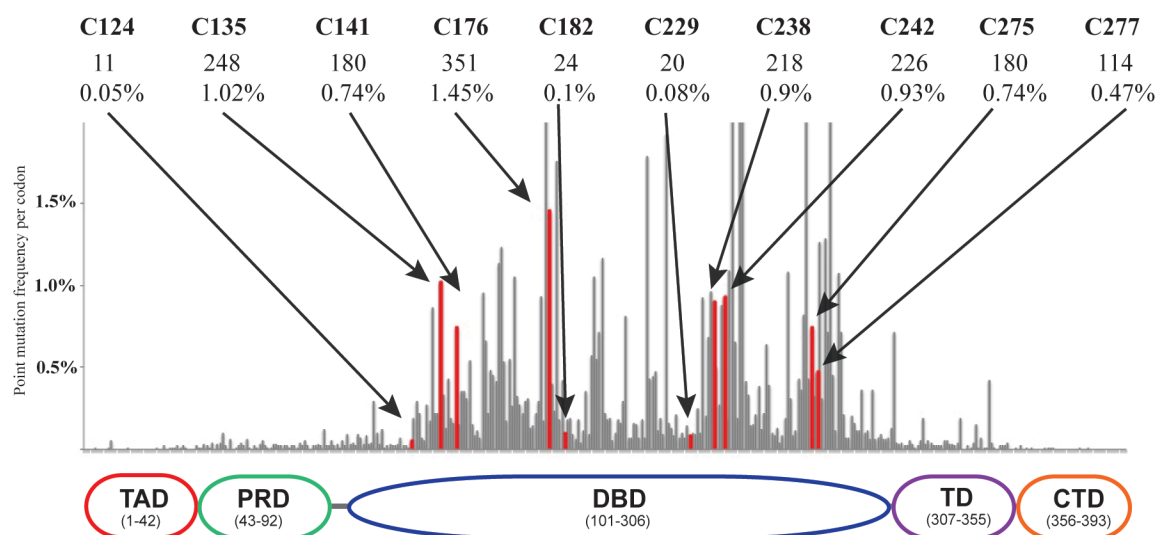 C124 C135 C141 C176 C182 C229 C238 C242 C275 C277
11 248 180 351 24 20 218 226 180 114
0.05% 1.02% 0.74% 1.45% 0.1% 0.08% 0.9% 0.93% 0.74% 0.47%
Point mutation frequency per codon
1.5%
1.0%
0.5%
TAD PRD DBD TD CTD
(1-42) (43-92) (101-306) (307-355) (356-393)